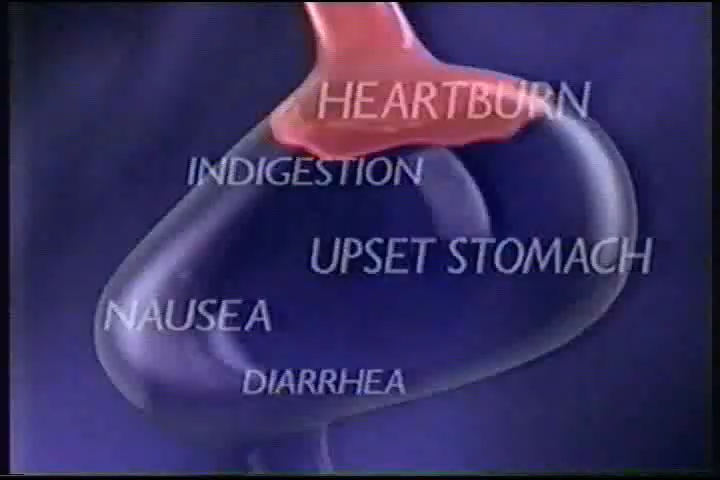 HEARTBURN
INDIGESTION
UPSET STOMACH
NAUSEA
DIARRHEA